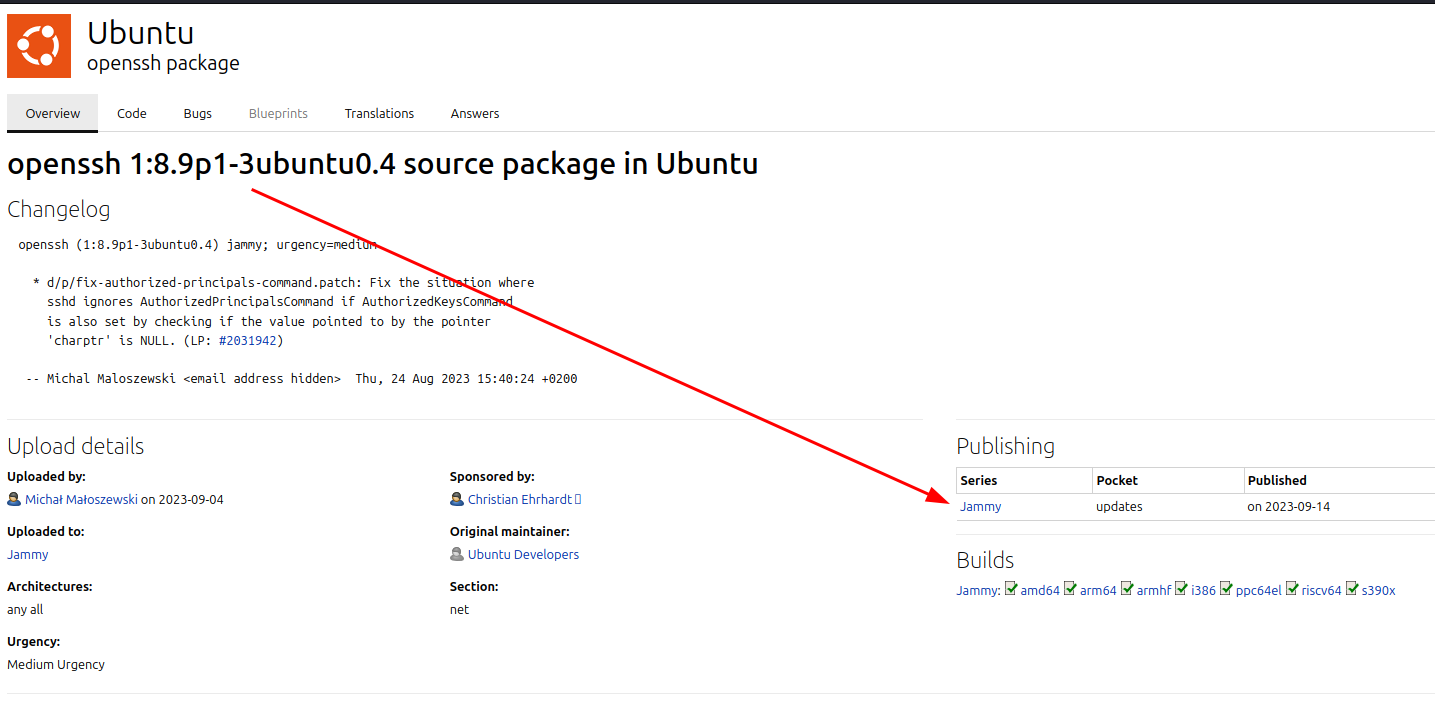 Ubuntu
openssh package
Overview Code Bugs Blueprints Translations Answers
openssh 1:8.9p1-3ubuntu0.4 source package in Ubuntu
Changelog
openssh (1:8.9p1-3ubuntu0.4) jammy; urgency=medium
* d/p/fix-authorized-principals-command.patch: Fix the situation where
sshd ignores AuthorizedPrincipalsCommand if AuthorizedKeysCommand
is also set by checking if the value pointed to by the pointer
'charptr' is NULL. (LP: #2031942)
-- Michal Maloszewski <email address hidden>  Thu, 24 Aug 2023 15:40:24 +0200
Upload details
Uploaded by:
Michał Małoszewski on 2023-09-04
Uploaded to:
Jammy
Architectures:
any all
Urgency:
Medium Urgency
Sponsored by:
Christian Ehrhardt
Original maintainer:
Ubuntu Developers
Section:
net
Publishing
Series Pocket Published
Jammy updates on 2023-09-14
Builds
Jammy: amd64 arm64 armhf i386 ppc64el riscv64 s390x